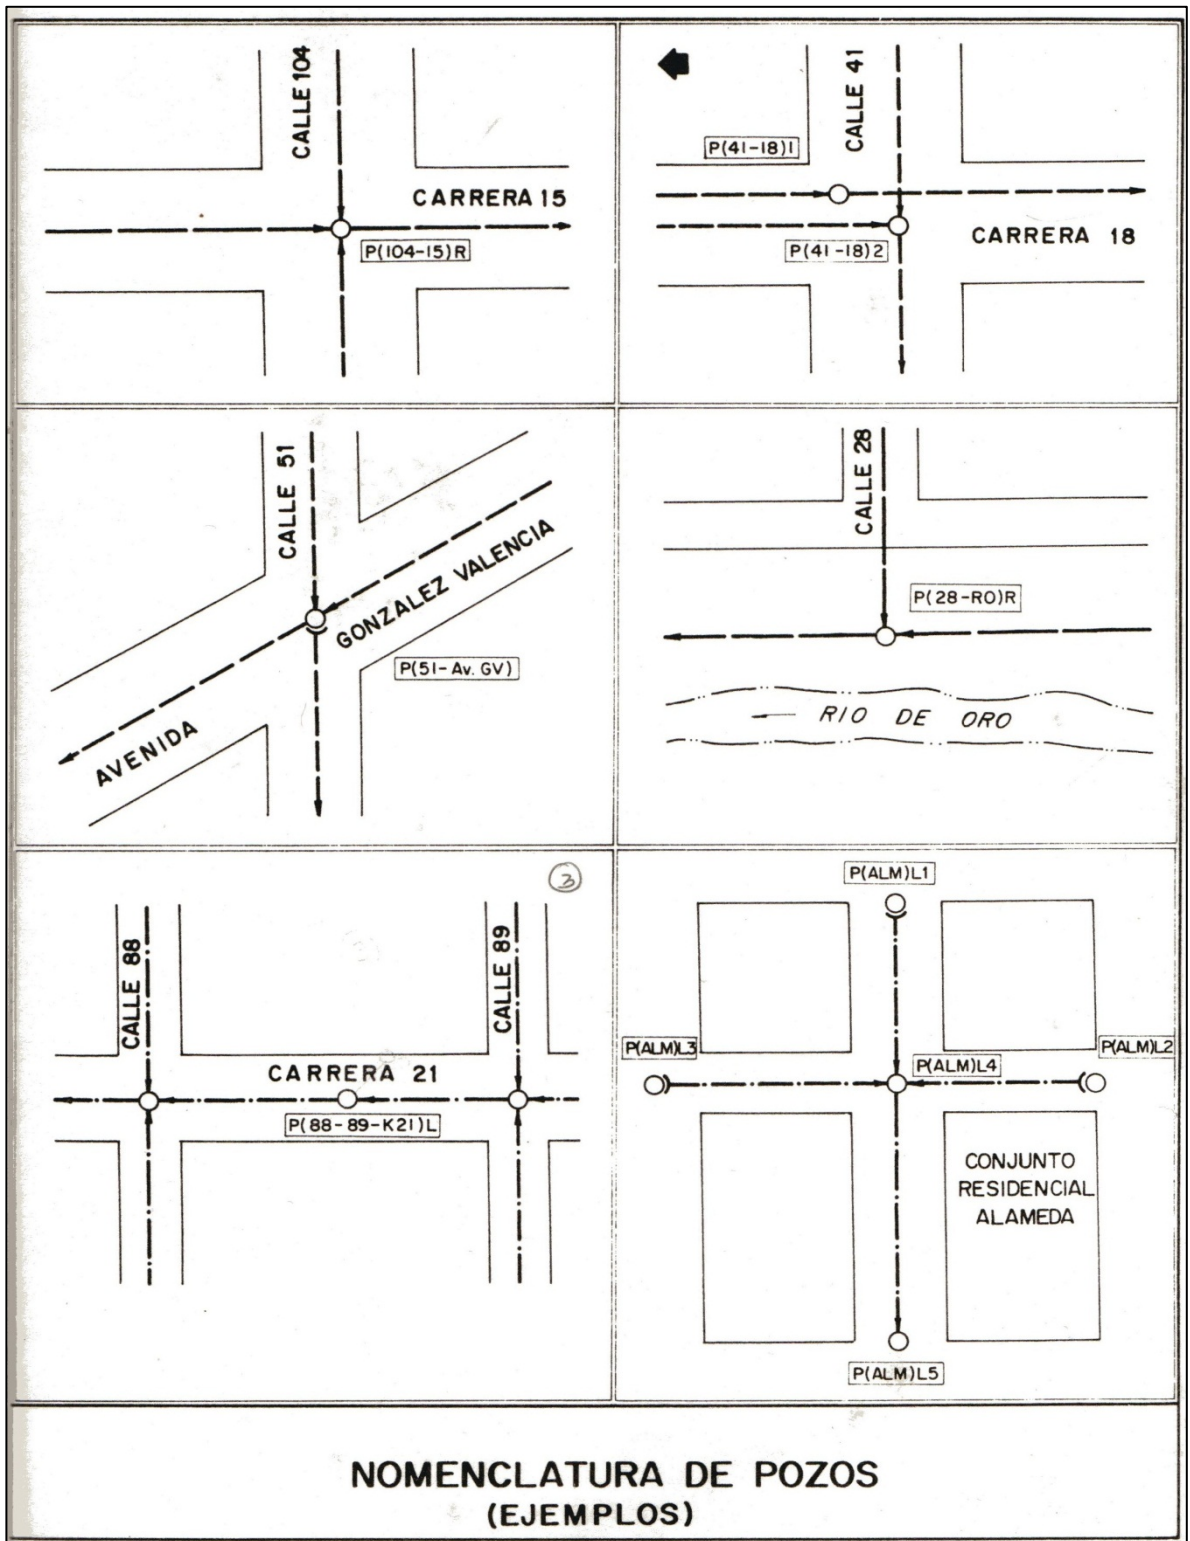 CALLE 104
CARRERA 15
P(104-15)R
CALLE 41
P(41-18)1
P(41-18)2
CARRERA 18
CALLE 51
GONZALEZ VALENCIA
AVENIDA
P(51-Av. GV)
CALLE 28
P(28-RO)R
RIO DE ORO
3
CALLE 88
CALLE 89
CARRERA 21
P(88-89-K21)L
P(ALM)L1
P(ALM)L3
P(ALM)L2
P(ALM)L4
CONJUNTO
RESIDENCIAL
ALAMEDA
P(ALM)L5
NOMENCLATURA DE POZOS
(EJEMPLOS)